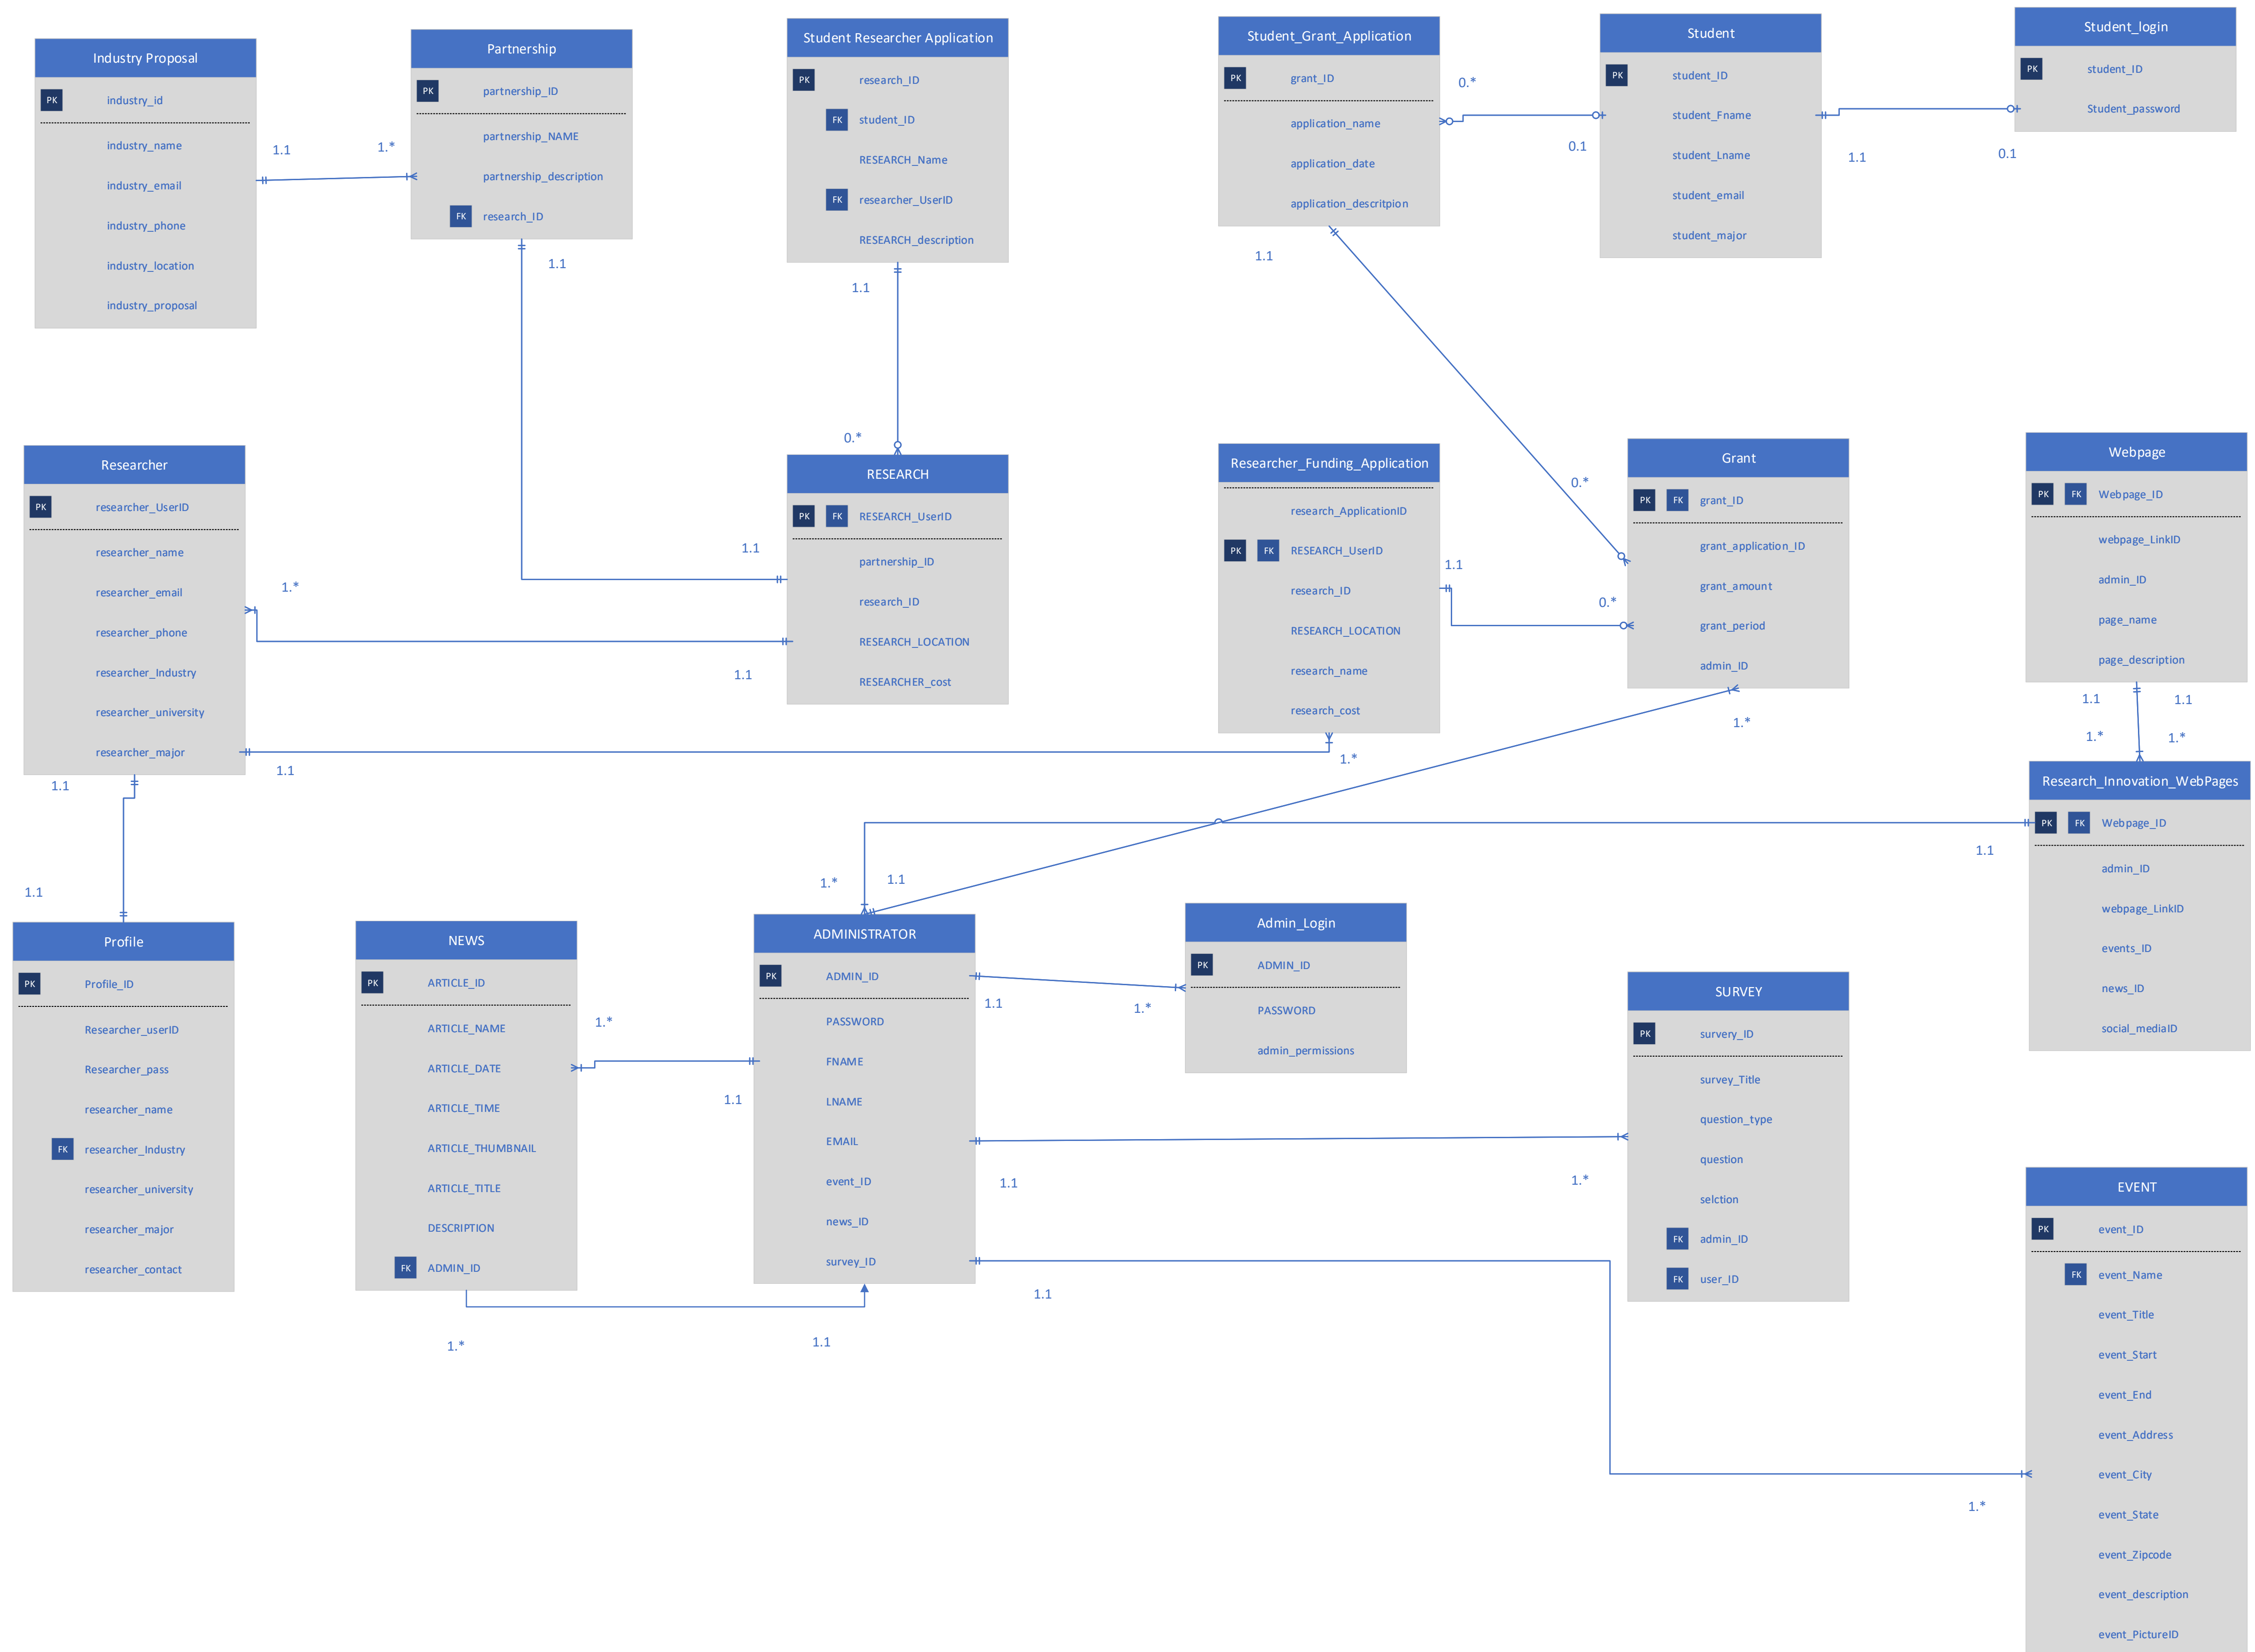 Industry Proposal
PK industry_id
industry_name
industry_email
industry_phone
industry_location
industry_proposal
1.1
1.*
Partnership
PK partnership_ID
partnership_NAME
partnership_description
FK research_ID
1.1
Student Researcher Application
PK research_ID
FK student_ID
RESEARCH_Name
FK researcher_UserID
RESEARCH_description
1.1
0.*
Student_Grant_Application
PK grant_ID
application_name
application_date
application_descritpion
0.*
0.1
1.1
Student
PK student_ID
student_Fname
student_Lname
student_email
student_major
1.1
0.1
Student_login
PK student_ID
Student_password
Researcher
PK researcher_UserID
researcher_name
researcher_email
researcher_phone
researcher_Industry
researcher_university
researcher_major
1.*
1.1
1.1
RESEARCH
PK FK RESEARCH_UserID
partnership_ID
research_ID
RESEARCH_LOCATION
RESEARCHER_cost
1.1
1.1
Researcher_Funding_Application
research_ApplicationID
PK FK RESEARCH_UserID
research_ID
RESEARCH_LOCATION
research_name
research_cost
1.1
0.*
0.*
1.*
Grant
PK FK grant_ID
grant_application_ID
grant_amount
grant_period
admin_ID
1.*
Webpage
PK FK Webpage_ID
webpage_LinkID
admin_ID
page_name
page_description
1.1
1.1
1.*
1.*
Research_Innovation_WebPages
PK FK Webpage_ID
admin_ID
webpage_LinkID
events_ID
news_ID
social_mediaID
1.1
1.1
Profile
PK Profile_ID
Researcher_userID
Researcher_pass
researcher_name
FK researcher_Industry
researcher_university
researcher_major
researcher_contact
NEWS
PK ARTICLE_ID
ARTICLE_NAME
ARTICLE_DATE
ARTICLE_TIME
ARTICLE_THUMBNAIL
ARTICLE_TITLE
DESCRIPTION
FK ADMIN_ID
1.*
1.1
1.*
1.1
1.*
1.1
ADMINISTRATOR
PK ADMIN_ID
PASSWORD
FNAME
LNAME
EMAIL
event_ID
news_ID
survey_ID
1.1
1.*
1.1
1.1
Admin_Login
PK ADMIN_ID
PASSWORD
admin_permissions
1.*
SURVEY
PK survery_ID
survey_Title
question_type
question
selction
FK admin_ID
FK user_ID
1.*
EVENT
PK event_ID
FK event_Name
event_Title
event_Start
event_End
event_Address
event_City
event_State
event_Zipcode
event_description
event_PictureID